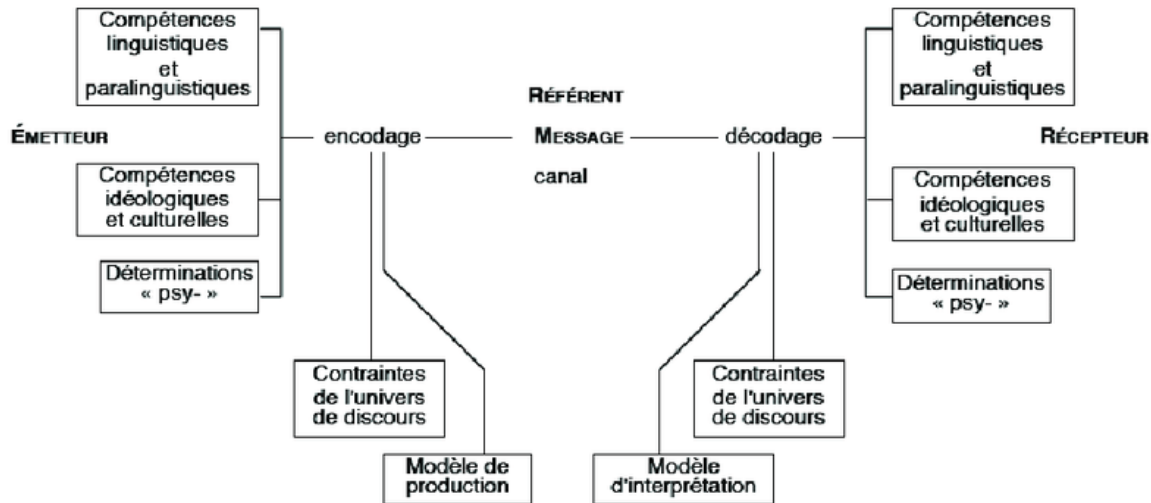 Compétences
linguistiques
et
paralinguistiques
ÉMETTEUR
Compétences
idéologiques
et culturelles
Déterminations
« psy- »
encodage
RÉFÉRENT
MESSAGE
canal
décodage
Compétences
linguistiques
et
paralinguistiques
RÉCEPTEUR
Compétences
idéologiques
et culturelles
Déterminations
« psy- »
Contraintes
de l'univers
de discours
Modèle de
production
Contraintes
de l'univers
de discours
Modèle
d'interprétation